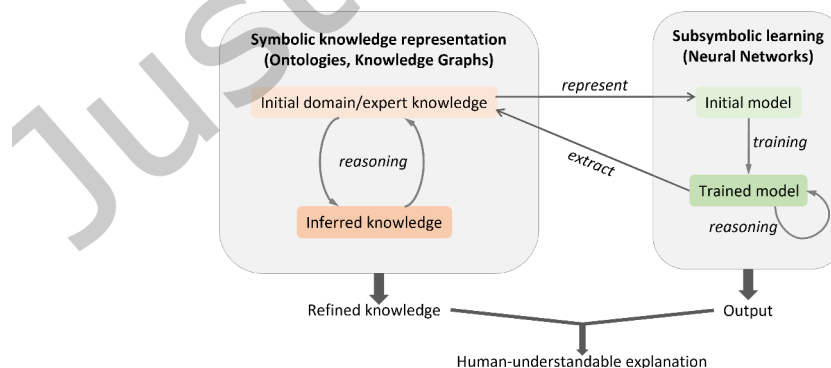 Just
Symbolic knowledge representation
(Ontologies, Knowledge Graphs)
Subsymbolic learning
(Neural Networks)
Initial domain/expert knowledge
represent
Initial model
reasoning
extract
training
Trained model
Inferred knowledge
reasoning
Refined knowledge
Output
Human-understandable explanation